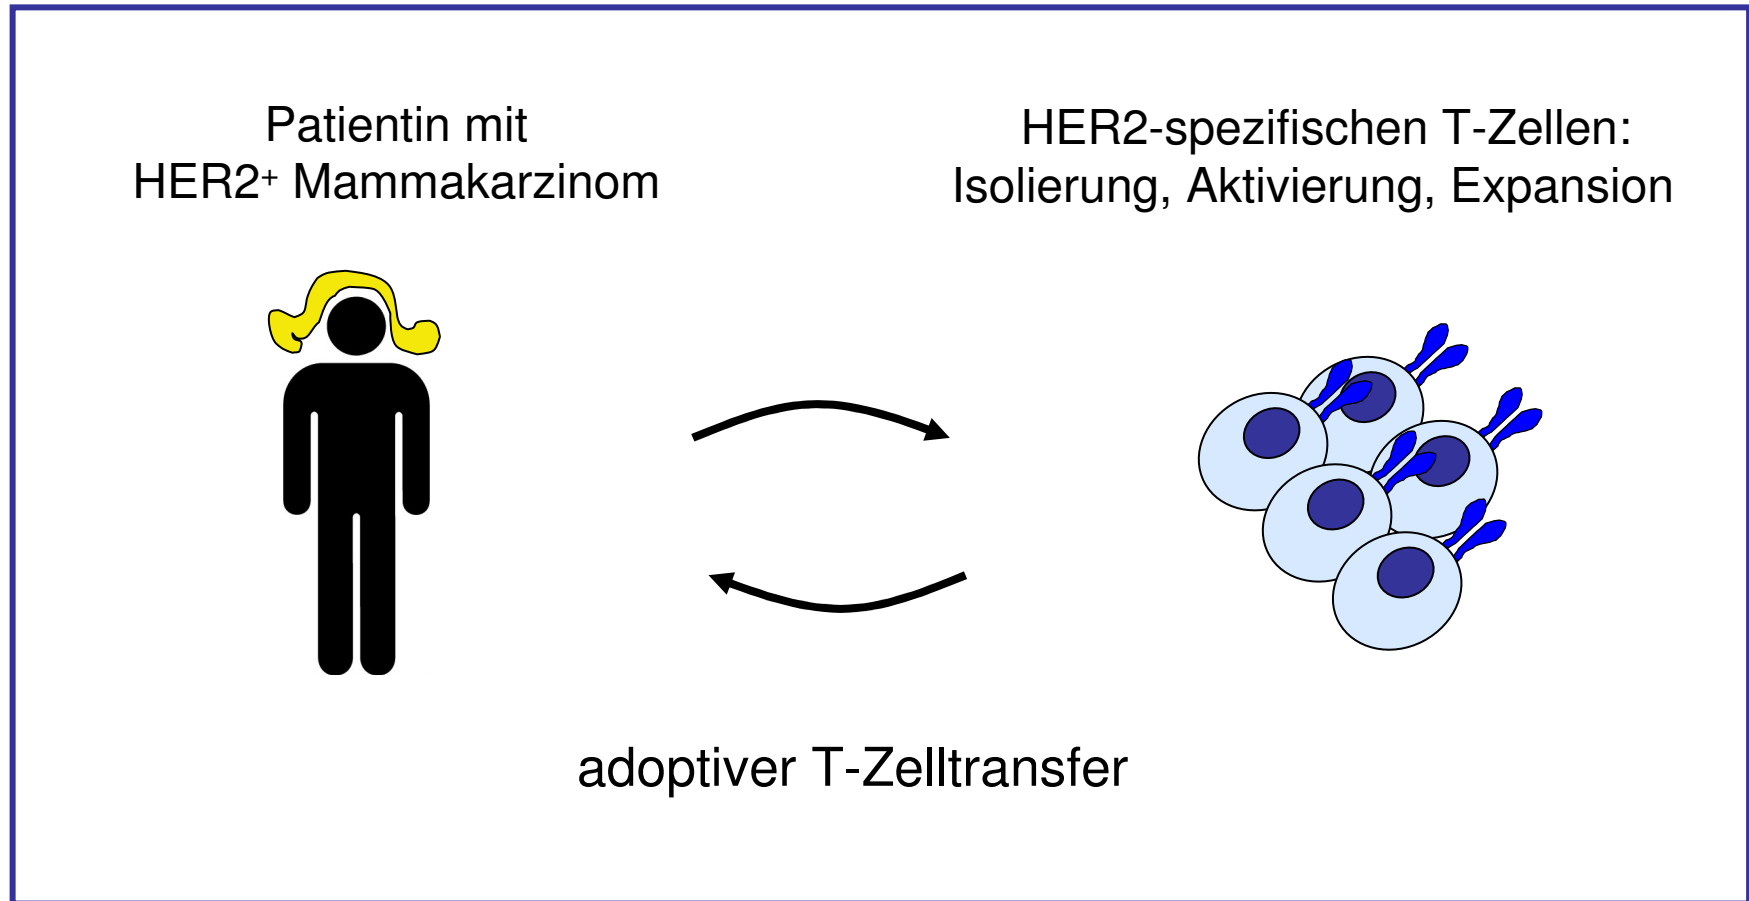 Patientin mit
HER2⁺ Mammakarzinom
HER2-spezifischen T-Zellen:
Isolierung, Aktivierung, Expansion
adoptiver T-Zelltransfer